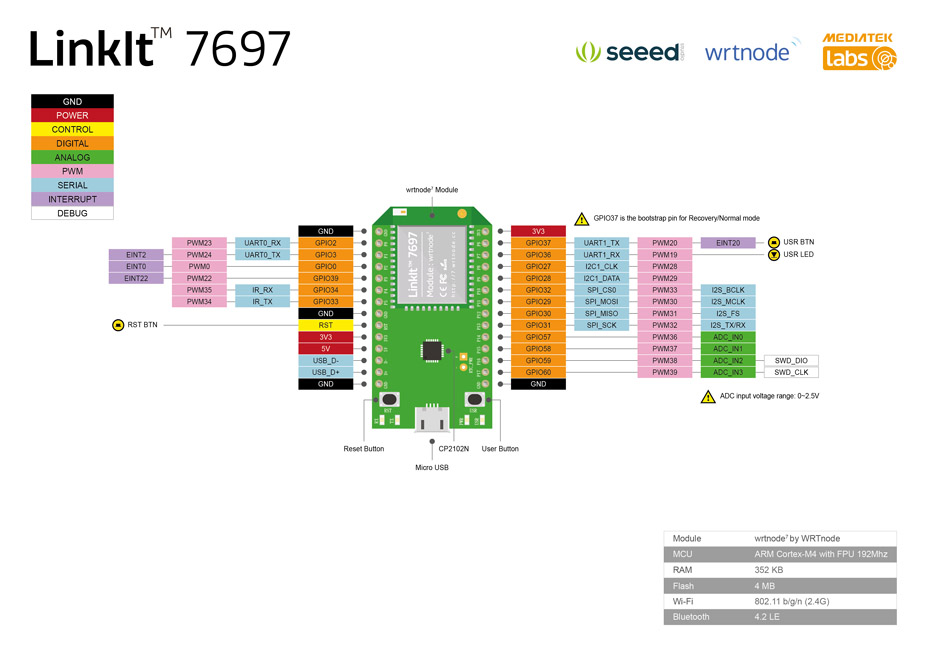 LinkIt™ 7697
seeed
wrtnode
MEDIATEK
labs
GND
POWER
CONTROL
DIGITAL
ANALOG
PWM
SERIAL
INTERRUPT
DEBUG
wrtnode⁷ Module
GPIO37 is the bootstrap pin for Recovery/Normal mode
GND
PWM23 UART0_RX GPIO2
EINT2 PWM24 UART0_TX GPIO3
EINT0 PWM0 GPIO0
EINT22 PWM22 GPIO39
PWM35 IR_RX GPIO34
PWM34 IR_TX GPIO33
GND
RST BTN RST
3V3
5V
USB_D-
USB_D+
GND
LinkIt™ 7697
Module : wrtnode⁷
CE FC
RST
USR
3V3
GPIO37 UART1_TX PWM20 EINT20 USR BTN
GPIO36 UART1_RX PWM19 USR LED
GPIO27 I2C1_CLK PWM28
GPIO28 I2C1_DATA PWM29
GPIO32 SPI_CS0 PWM33 I2S_BCLK
GPIO29 SPI_MOSI PWM30 I2S_MCLK
GPIO30 SPI_MISO PWM31 I2S_FS
GPIO31 SPI_SCK PWM32 I2S_TX/RX
GPIO57 PWM36 ADC_IN0
GPIO58 PWM37 ADC_IN1
GPIO59 PWM38 ADC_IN2 SWD_DIO
GPIO60 PWM39 ADC_IN3 SWD_CLK
GND
ADC input voltage range: 0~2.5V
Reset Button
CP2102N
User Button
Micro USB
Module wrtnode⁷ by WRTnode
MCU ARM Cortex-M4 with FPU 192Mhz
RAM 352 KB
Flash 4 MB
Wi-Fi 802.11 b/g/n (2.4G)
Bluetooth 4.2 LE